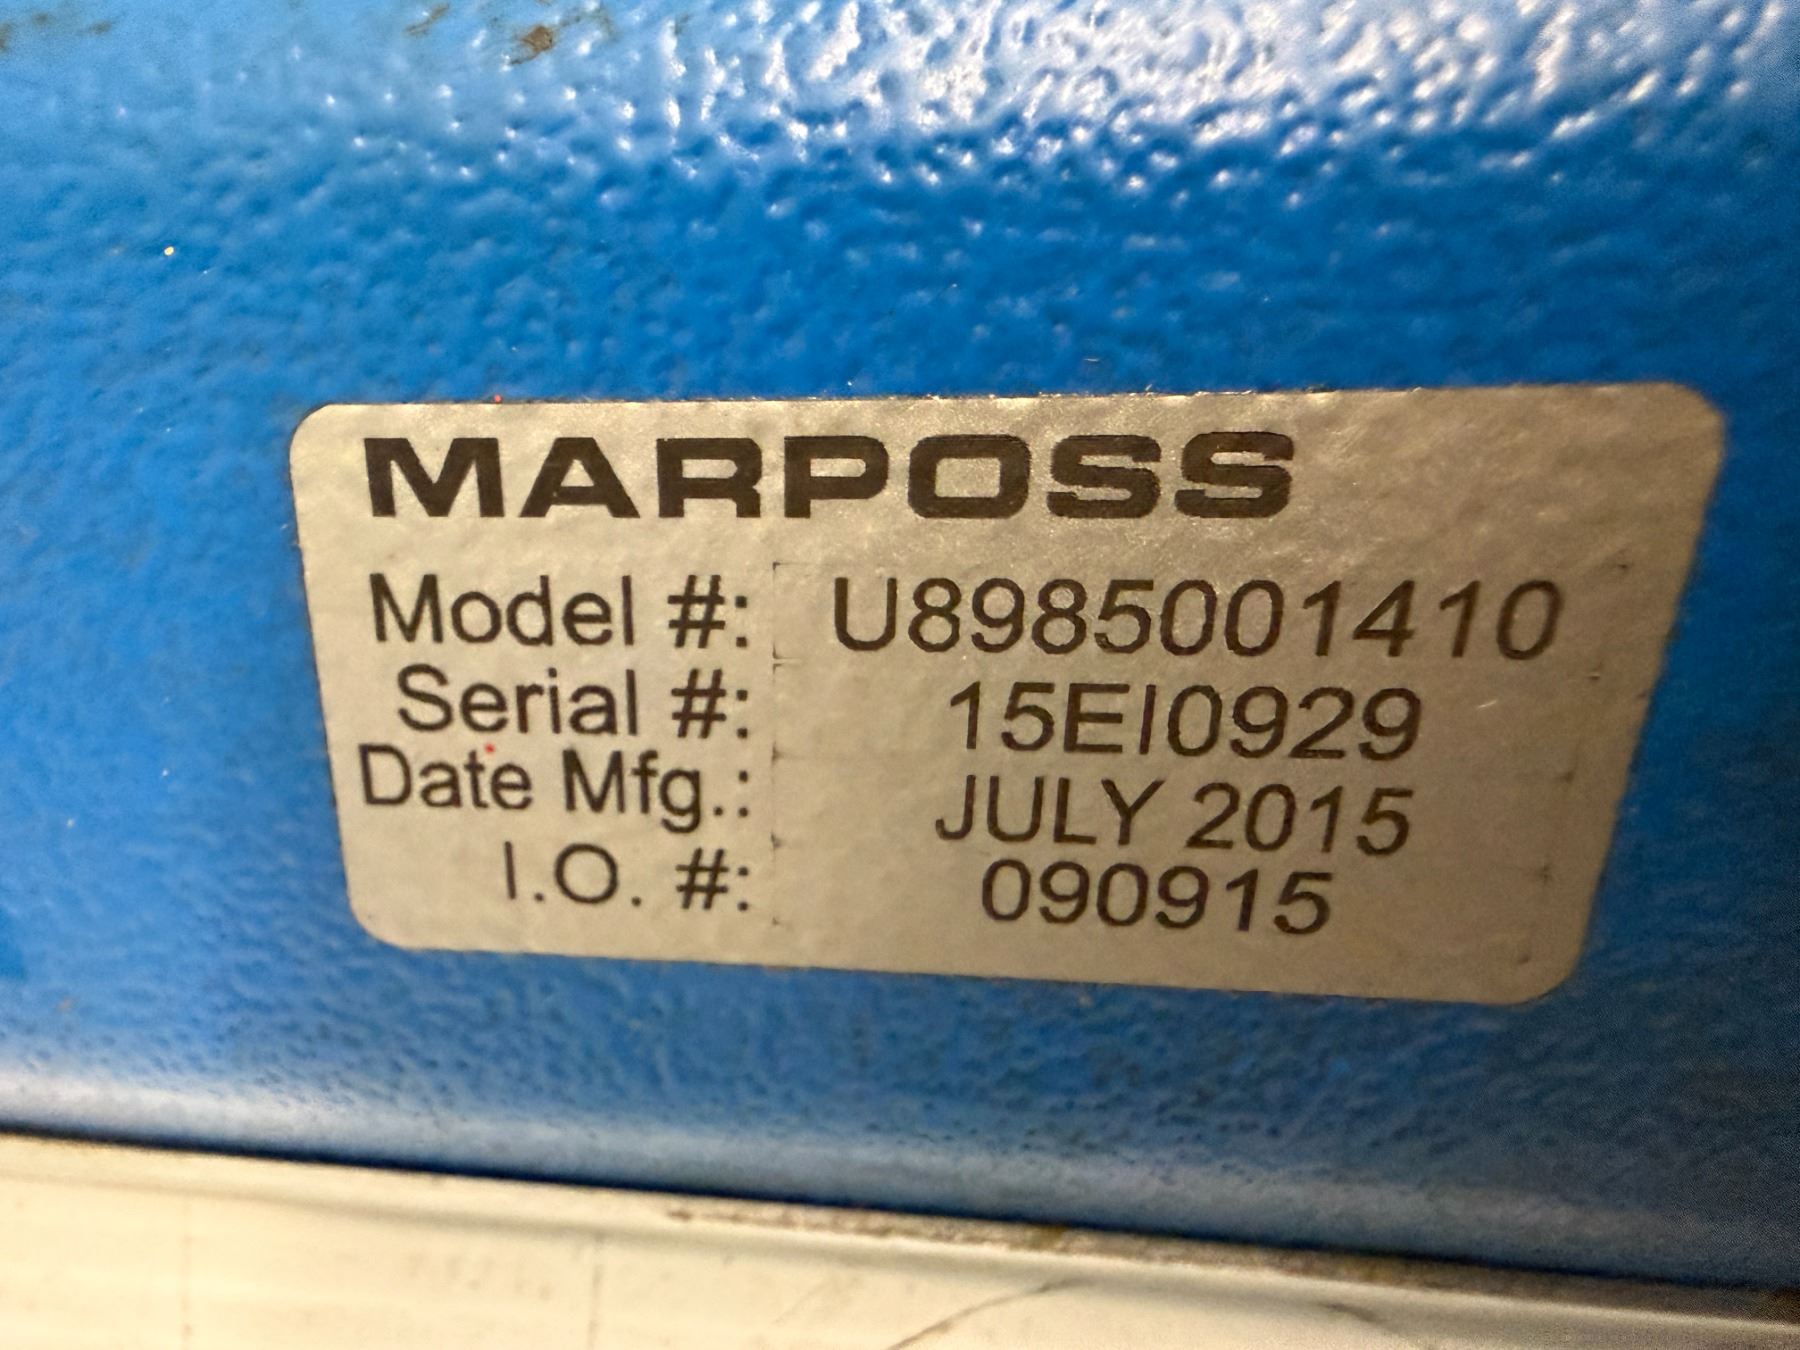 MARPOSS
Model #: U8985001410
Serial #: 15EI0929
Date Mfg.: JULY 2015
I.O. #: 090915